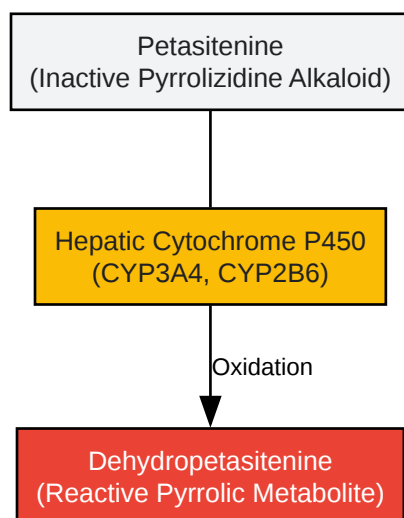 Petasitenine
(Inactive Pyrrolizidine Alkaloid)
Hepatic Cytochrome P450
(CYP3A4, CYP2B6)
Oxidation
Dehydropetasitenine
(Reactive Pyrrolic Metabolite)